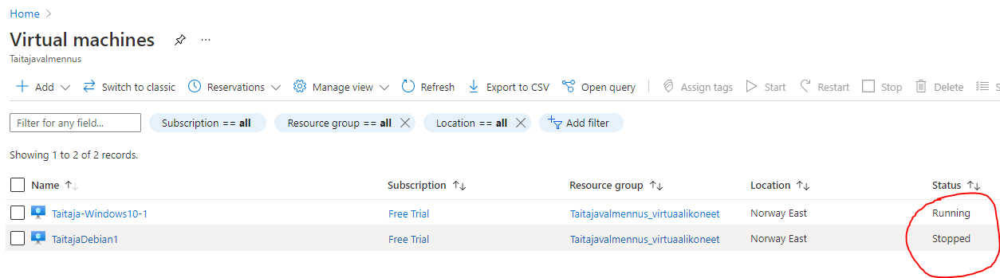 Home
Virtual machines
Taitajavalmennus
Add Switch to classic Reservations Manage view Refresh Export to CSV Open query Assign tags Start Restart Stop Delete S
Filter for any field... Subscription == all Resource group == all Location == all Add filter
Showing 1 to 2 of 2 records.
Name Subscription Resource group Location Status
Taitaja-Windows10-1 Free Trial Taitajavalmennus_virtuaalikoneet Norway East Running
TaitajaDebian1 Free Trial Taitajavalmennus_virtuaalikoneet Norway East Stopped